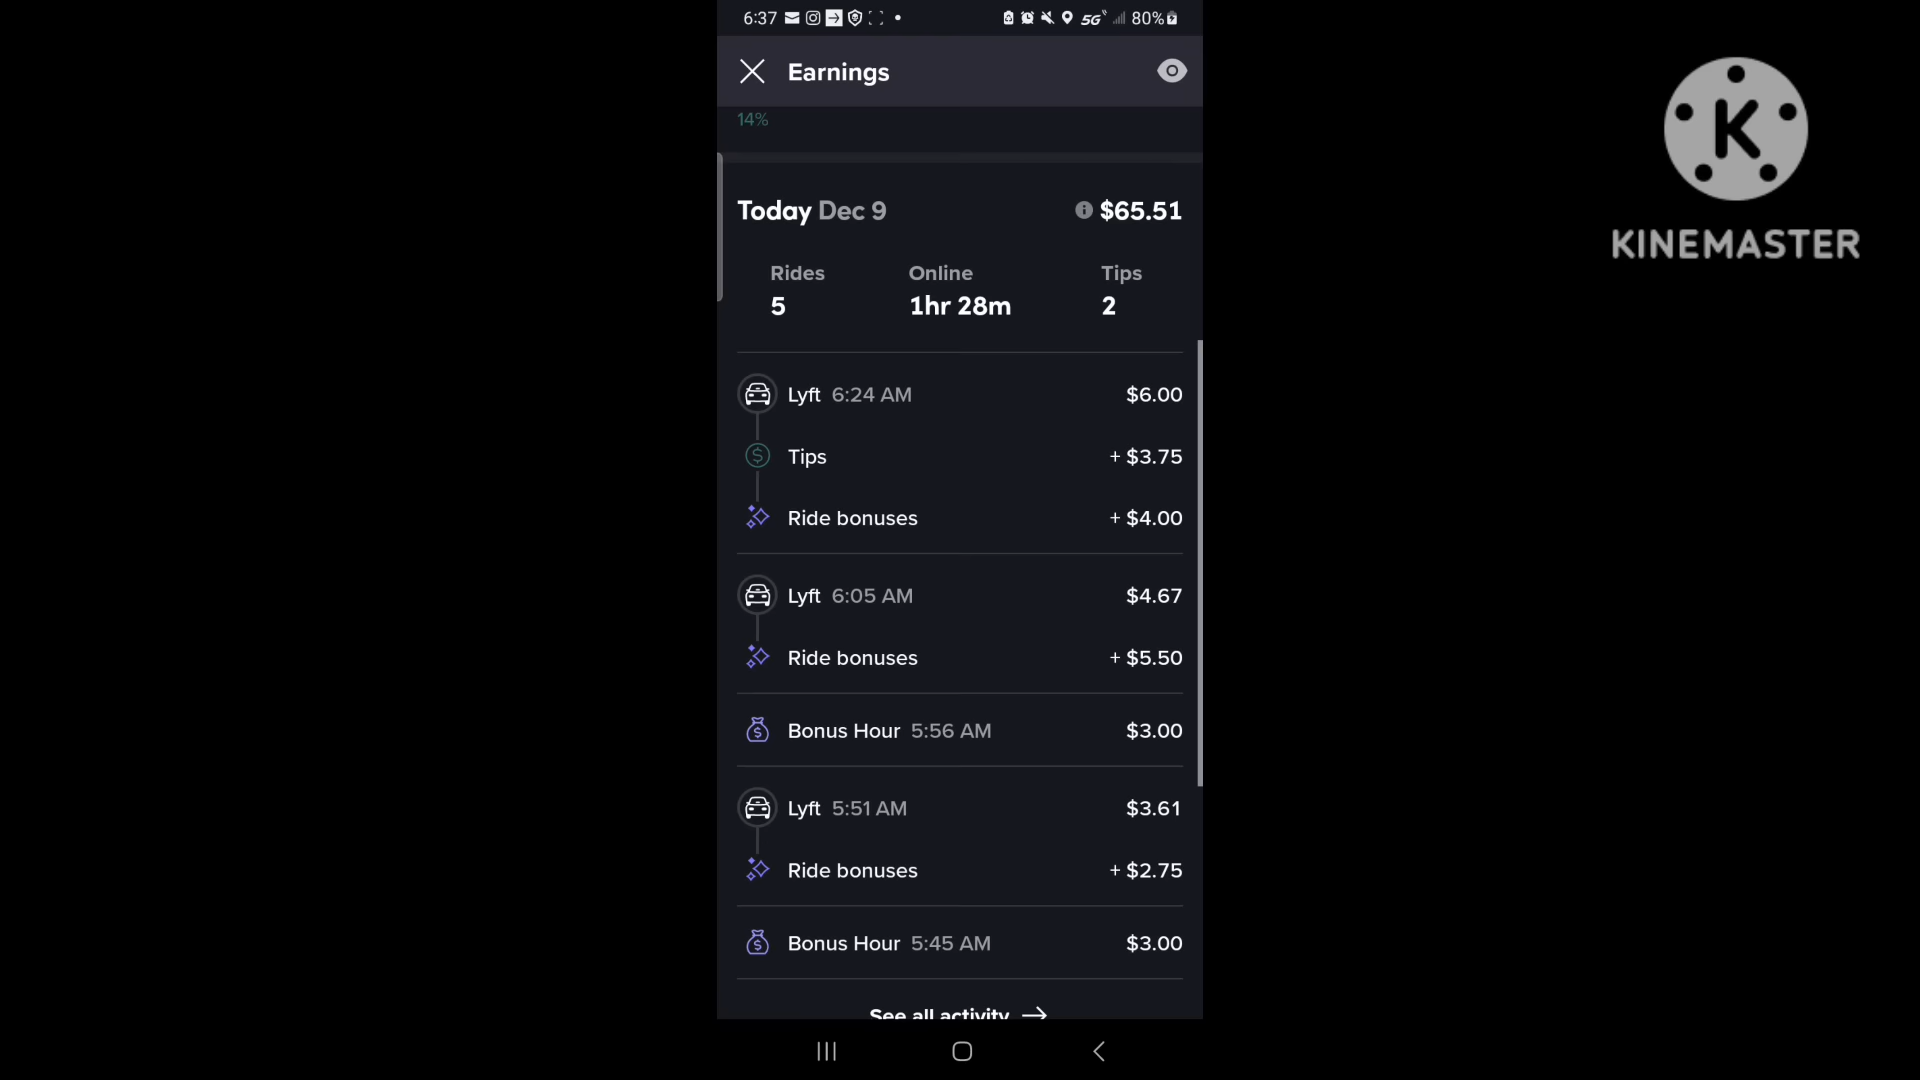 6:37 5G 80%
Earnings
14%
Today Dec 9 $65.51
Rides Online Tips
5 1hr 28m 2
Lyft 6:24 AM $6.00
Tips + $3.75
Ride bonuses + $4.00
Lyft 6:05 AM $4.67
Ride bonuses + $5.50
Bonus Hour 5:56 AM $3.00
Lyft 5:51 AM $3.61
Ride bonuses + $2.75
Bonus Hour 5:45 AM $3.00
See all activity
K
KINEMASTER